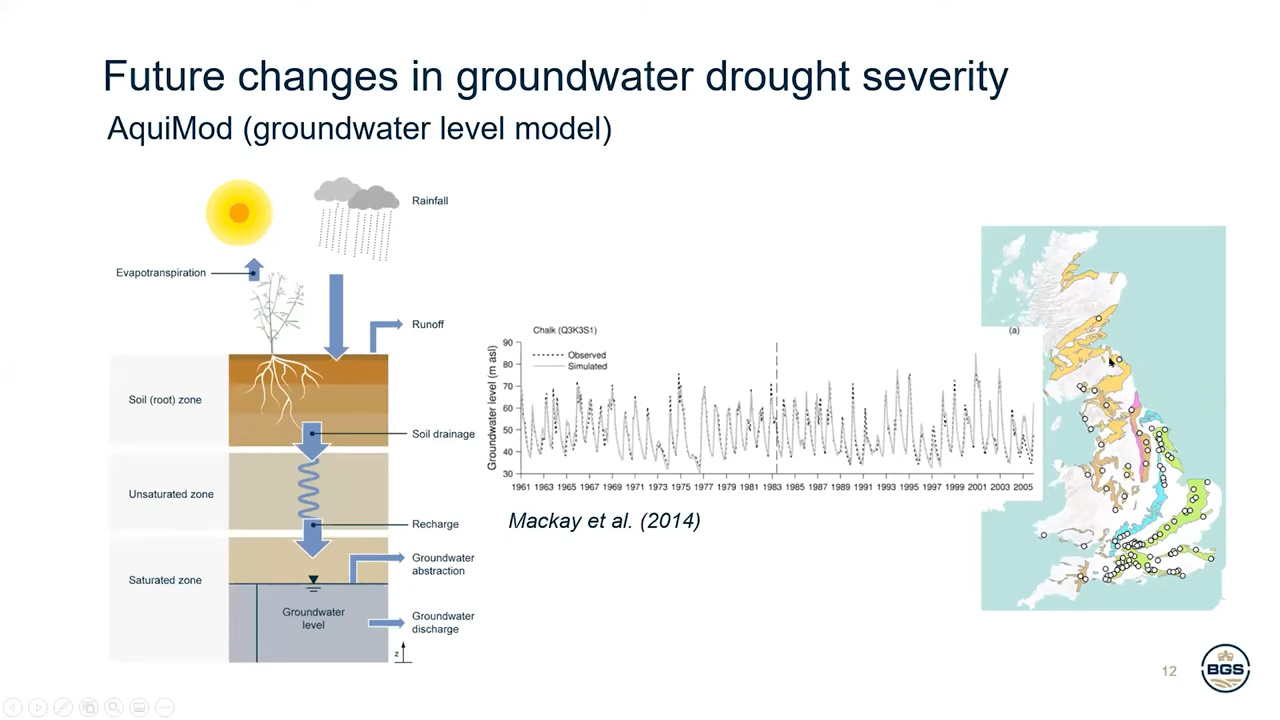 Future changes in groundwater drought severity
AquiMod (groundwater level model)
Rainfall
Evapotranspiration
Runoff
Soil (root) zone
Soil drainage
Unsaturated zone
Recharge
Groundwater
abstraction
Saturated zone
Groundwater
level
Groundwater
discharge
z
Chalk (Q3K3S1)
Observed
Simulated
Groundwater level (m asl)
90
80
70
60
50
40
30
1961 1963 1965 1967 1969 1971 1973 1975 1977 1979 1981 1983 1985 1987 1989 1991 1993 1995 1997 1999 2001 2003 2005
Mackay et al. (2014)
(a)
12
BGS